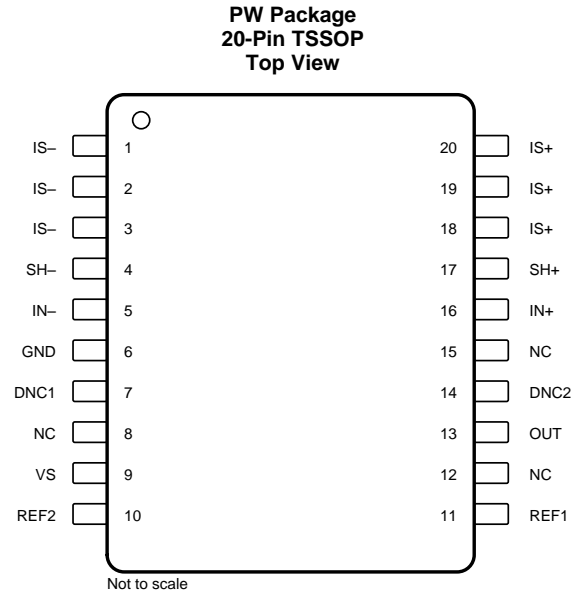 PW Package
20-Pin TSSOP
Top View
IS– 1 20 IS+
IS– 2 19 IS+
IS– 3 18 IS+
SH– 4 17 SH+
IN– 5 16 IN+
GND 6 15 NC
DNC1 7 14 DNC2
NC 8 13 OUT
VS 9 12 NC
REF2 10 11 REF1
Not to scale